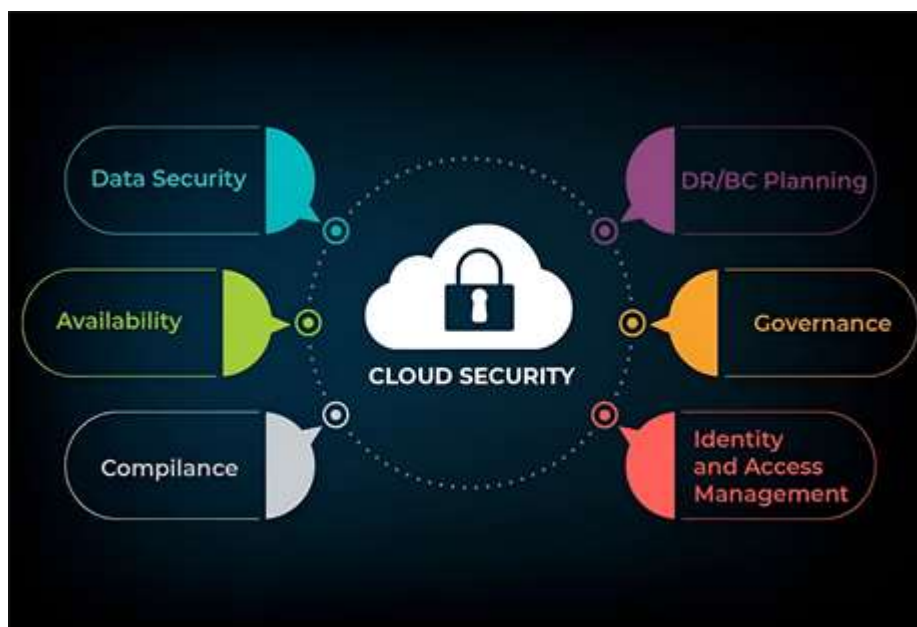 Data Security
DR/BC Planning
Availability
Governance
CLOUD SECURITY
Compilance
Identity
and Access
Management